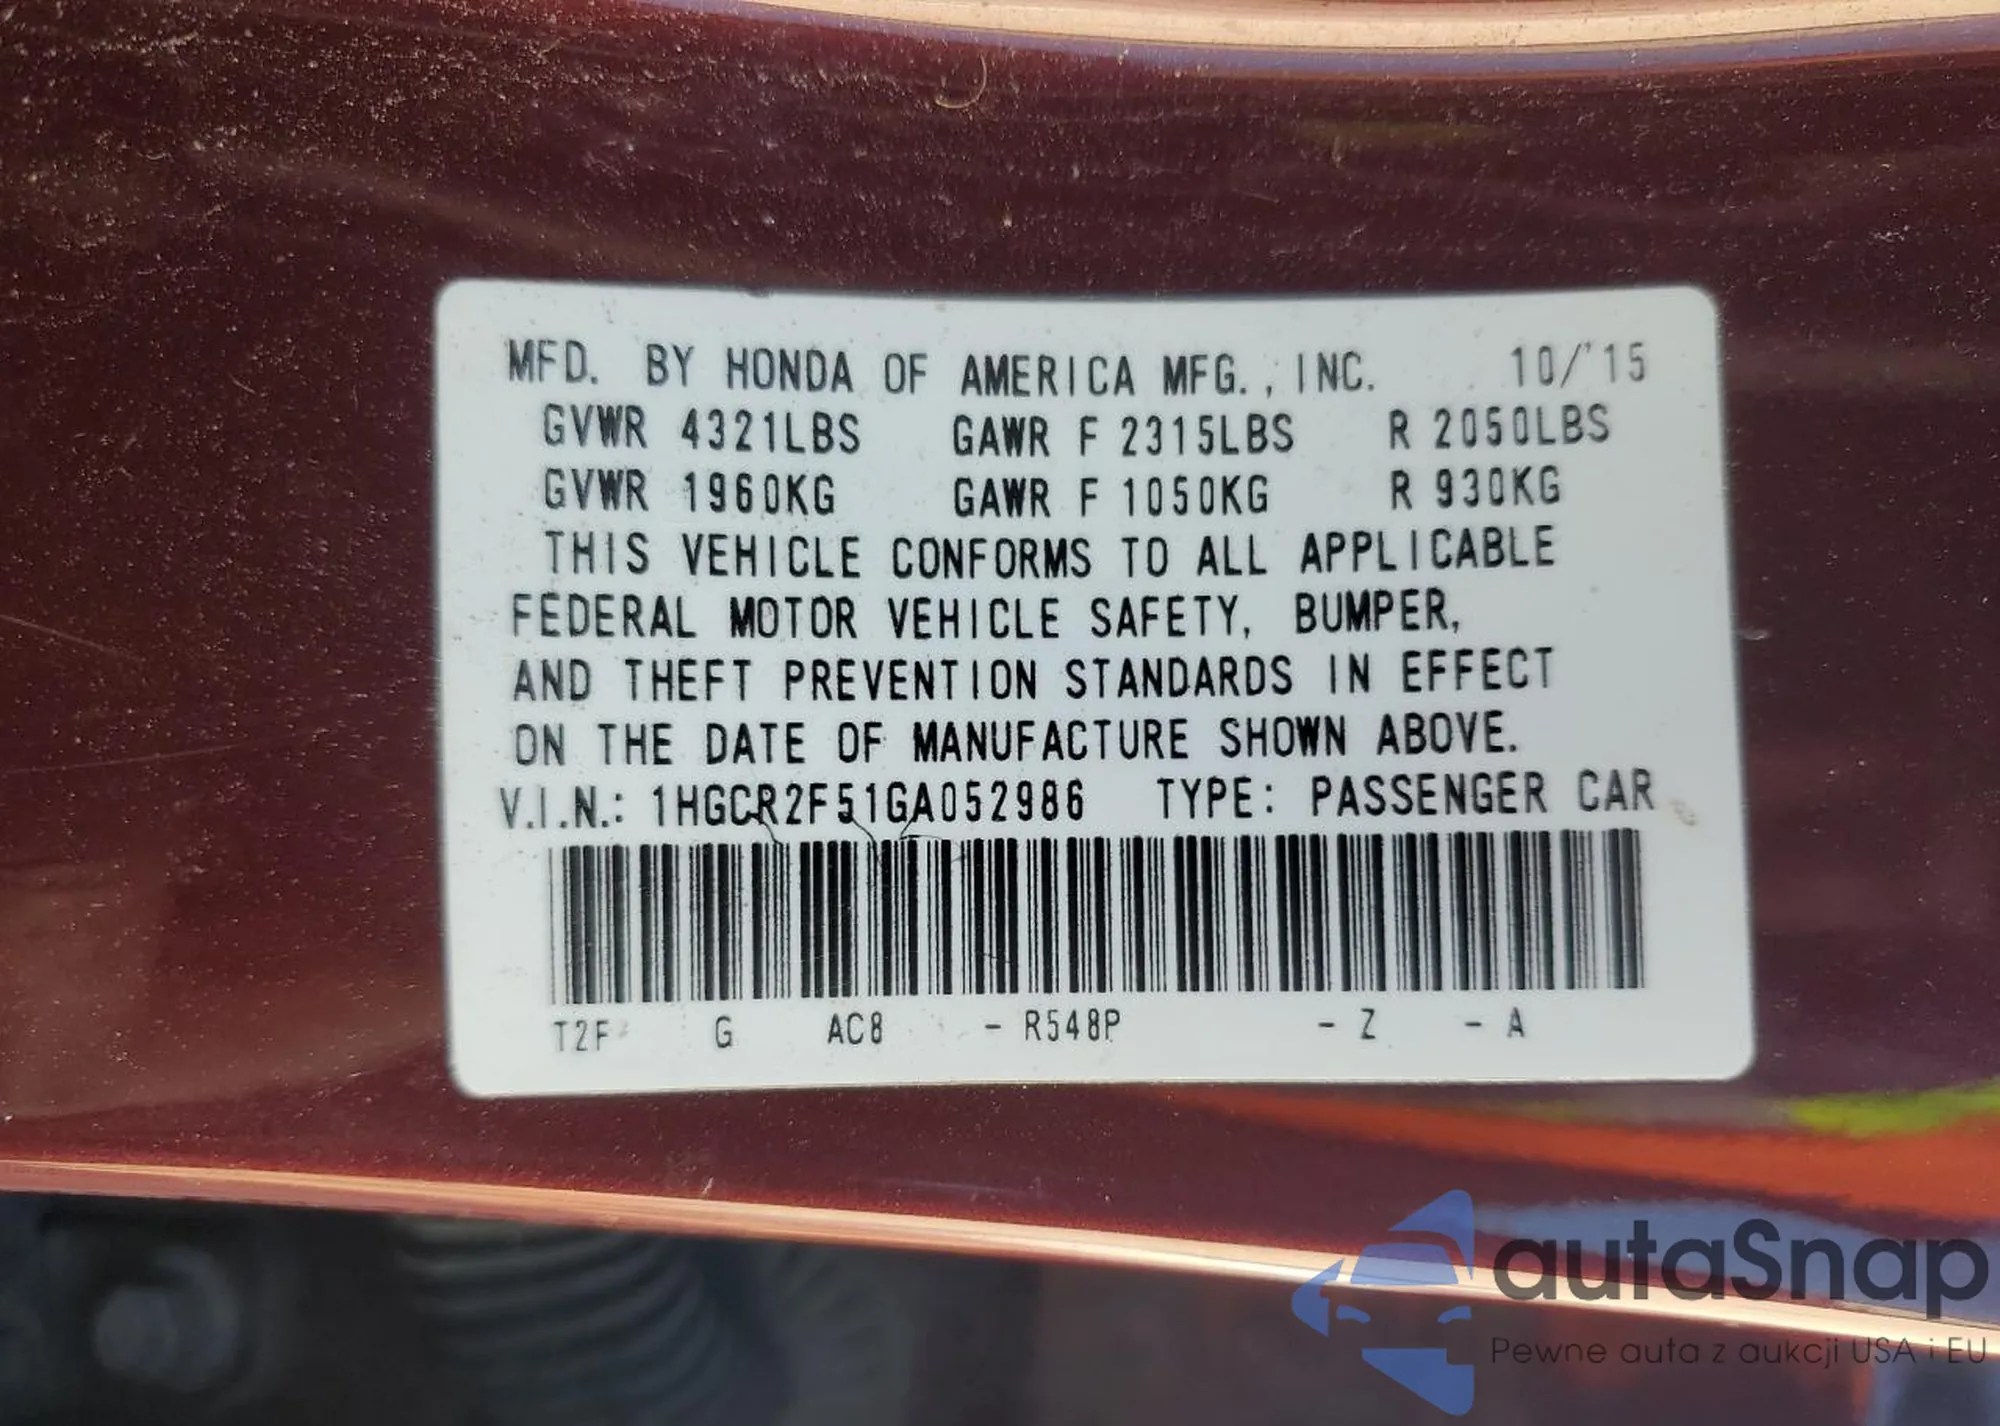 MFD. BY HONDA OF AMERICA MFG., INC. 10/'15
GVWR 4321LBS GAWR F 2315LBS R 2050LBS
GVWR 1960KG GAWR F 1050KG R 930KG
THIS VEHICLE CONFORMS TO ALL APPLICABLE
FEDERAL MOTOR VEHICLE SAFETY, BUMPER,
AND THEFT PREVENTION STANDARDS IN EFFECT
ON THE DATE OF MANUFACTURE SHOWN ABOVE.
V.I.N.: 1HGCR2F51GA052986 TYPE: PASSENGER CAR
T2F G AC8 - R548P - Z - A
autaSnap
Pewne auta z aukcji USA i EU